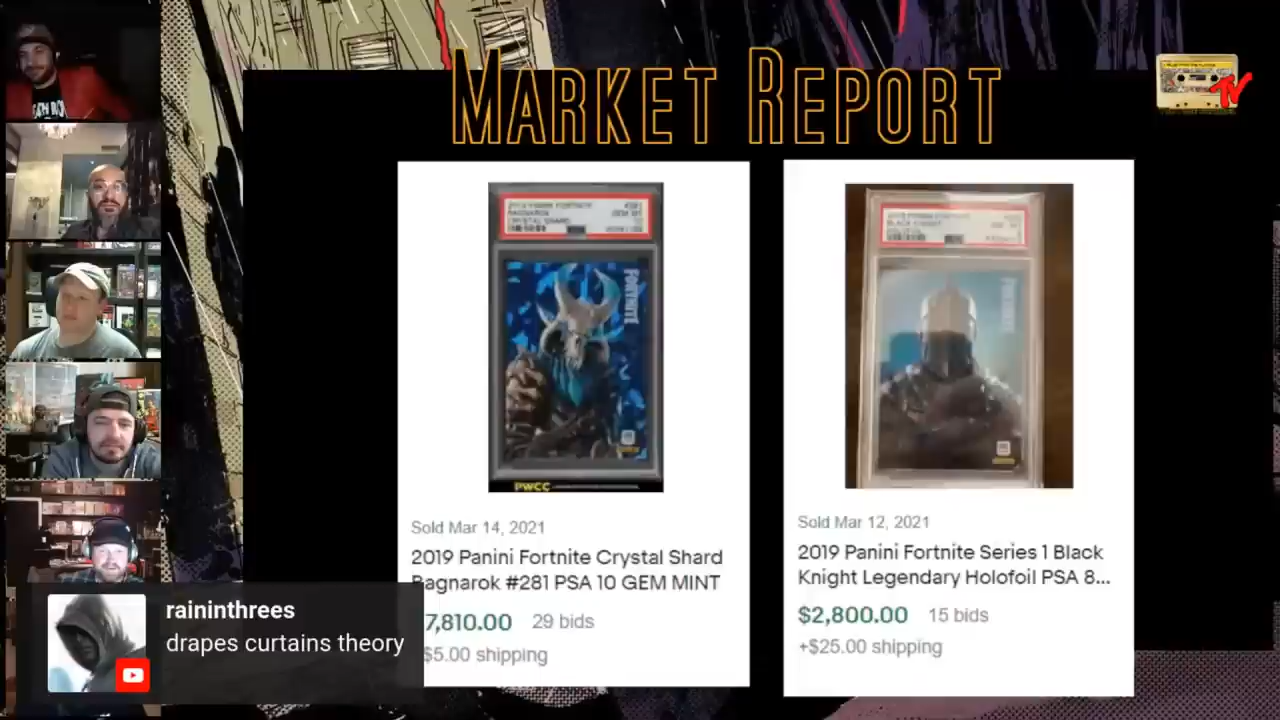 MARKET REPORT
TV
FORTNITE
PWCC
Sold Mar 14, 2021
2019 Panini Fortnite Crystal Shard
Ragnarok #281 PSA 10 GEM MINT
7,810.00 29 bids
$5.00 shipping
Sold Mar 12, 2021
2019 Panini Fortnite Series 1 Black
Knight Legendary Holofoil PSA 8...
$2,800.00 15 bids
+$25.00 shipping
raininthrees
drapes curtains theory